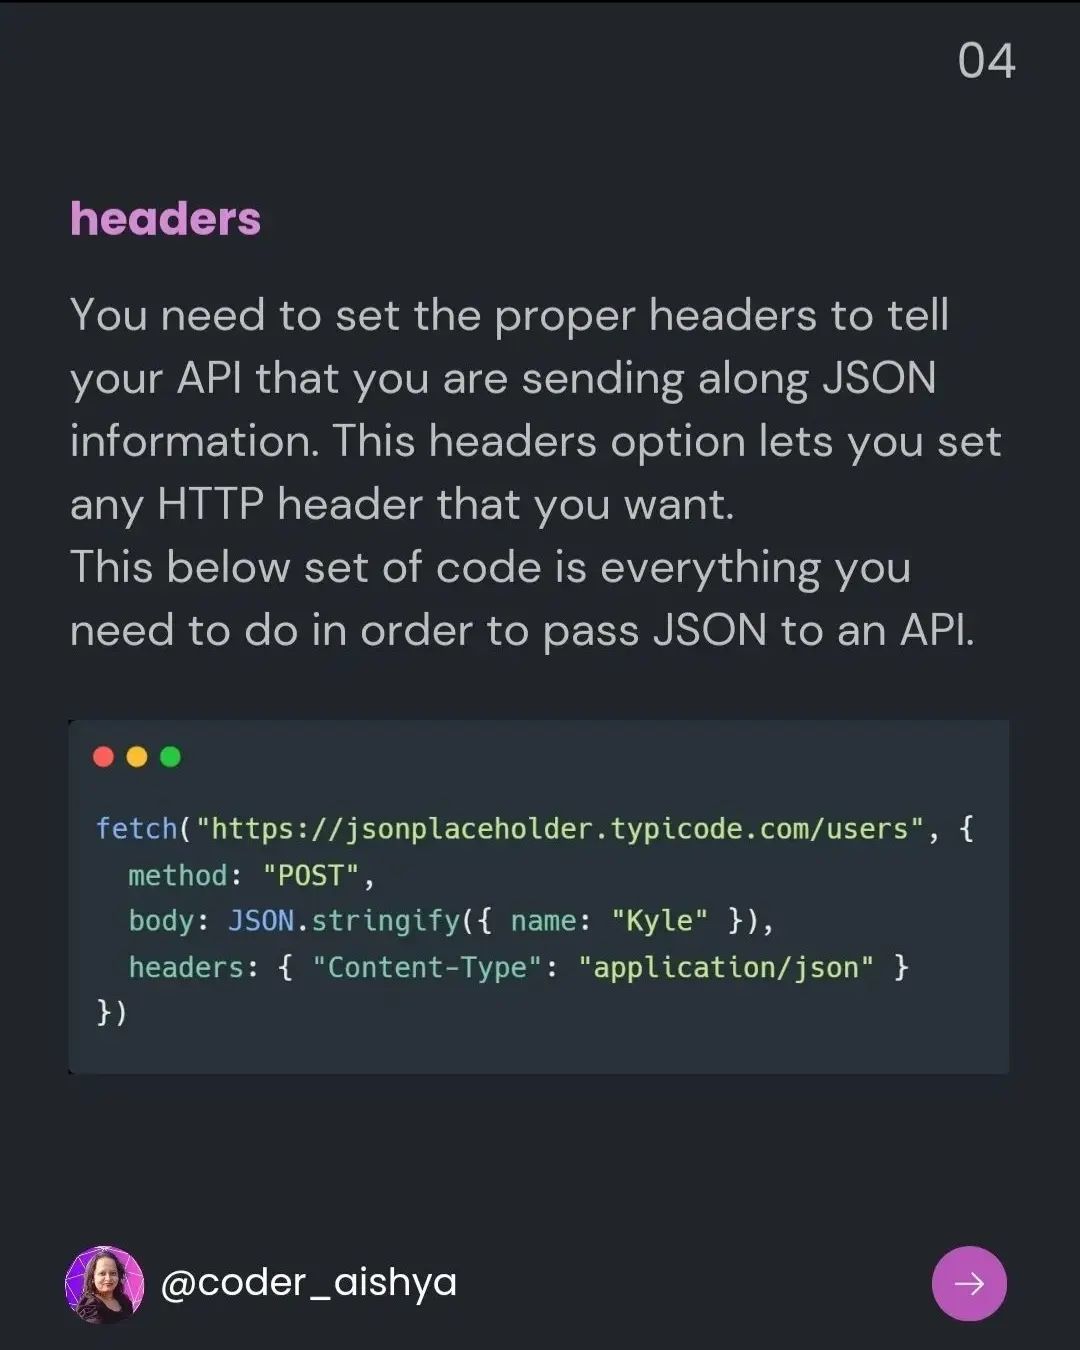 04
headers
You need to set the proper headers to tell
your API that you are sending along JSON
information. This headers option lets you set
any HTTP header that you want.
This below set of code is everything you
need to do in order to pass JSON to an API.
fetch("https://jsonplaceholder.typicode.com/users", {
  method: "POST",
  body: JSON.stringify({ name: "Kyle" }),
  headers: { "Content-Type": "application/json" }
})
@coder_aishya